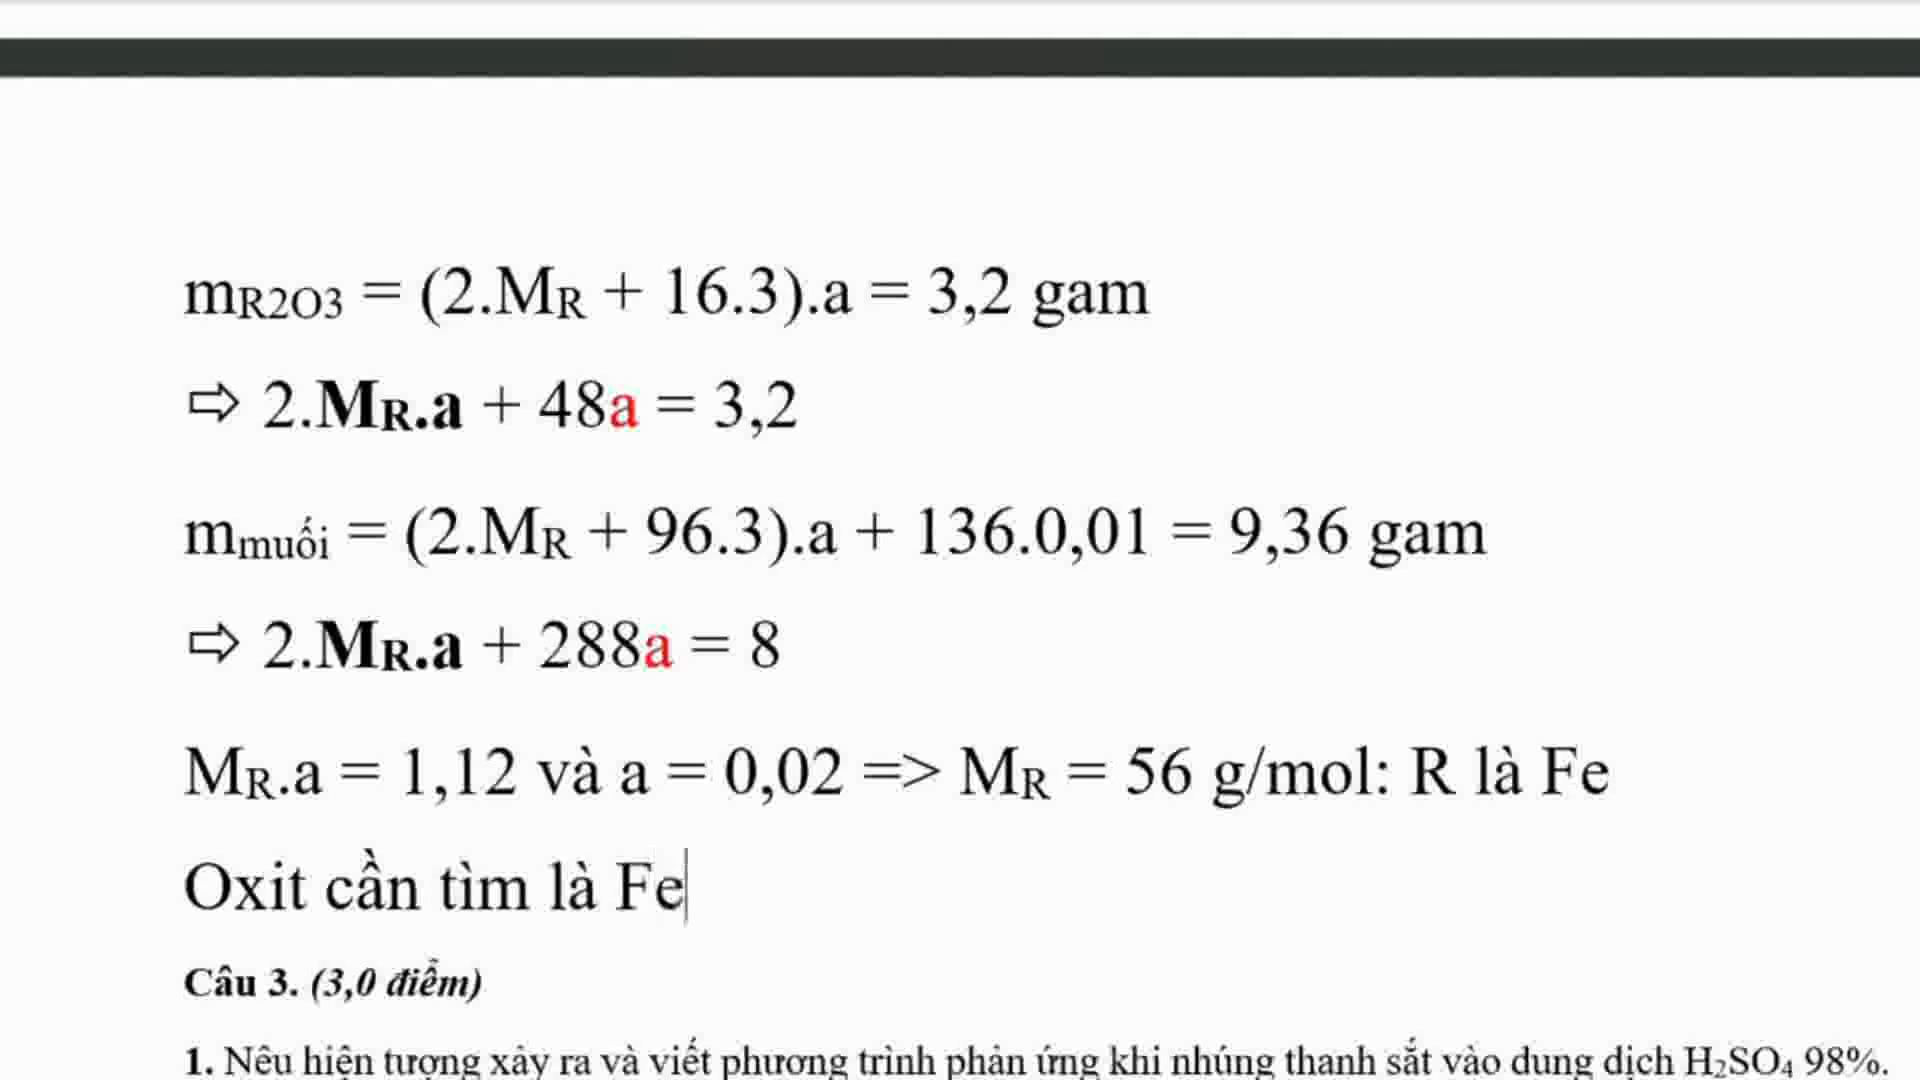 mR2O3 = (2.MR + 16.3).a = 3,2 gam
⇨ 2.MR.a + 48a = 3,2
mmuối = (2.MR + 96.3).a + 136.0,01 = 9,36 gam
⇨ 2.MR.a + 288a = 8
MR.a = 1,12 và a = 0,02 => MR = 56 g/mol: R là Fe
Oxit cần tìm là Fe
Câu 3. (3,0 điểm)
1. Nêu hiện tượng xảy ra và viết phương trình phản ứng khi nhúng thanh sắt vào dung dịch H₂SO₄ 98%.